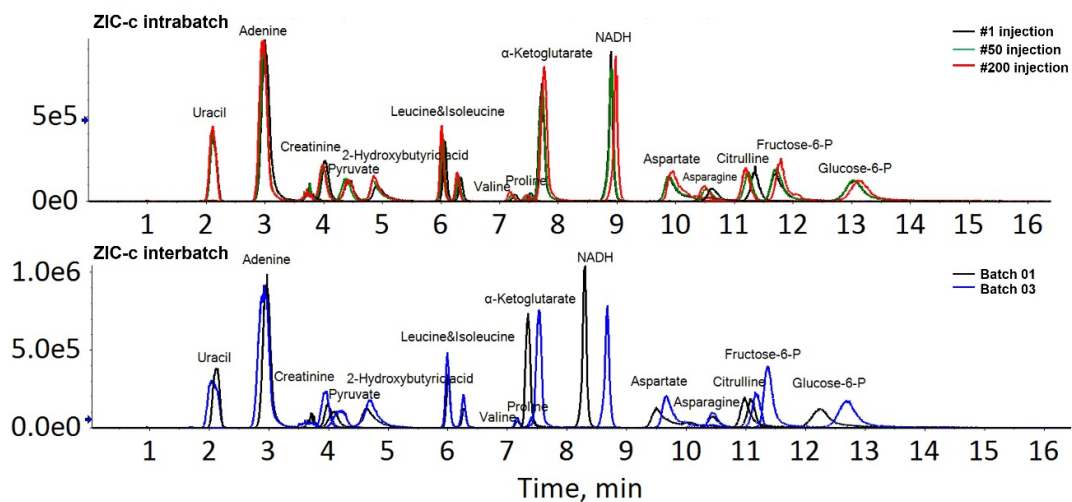 ZIC-c intrabatch
Adenine
NADH
#1 injection
#50 injection
#200 injection
α-Ketoglutarate
Uracil
Leucine&Isoleucine
5e5
Creatinine
2-Hydroxybutyric acid
Pyruvate
Valine
Proline
Aspartate
Asparagine
Citrulline
Fructose-6-P
Glucose-6-P
0e0
1 2 3 4 5 6 7 8 9 10 11 12 13 14 15 16
ZIC-c interbatch
Adenine
NADH
Batch 01
Batch 03
1.0e6
α-Ketoglutarate
Uracil
Leucine&Isoleucine
Fructose-6-P
5.0e5
Creatinine
2-Hydroxybutyric acid
Pyruvate
Valine
Proline
Aspartate
Asparagine
Citrulline
Glucose-6-P
0.0e0
1 2 3 4 5 6 7 8 9 10 11 12 13 14 15 16
Time, min